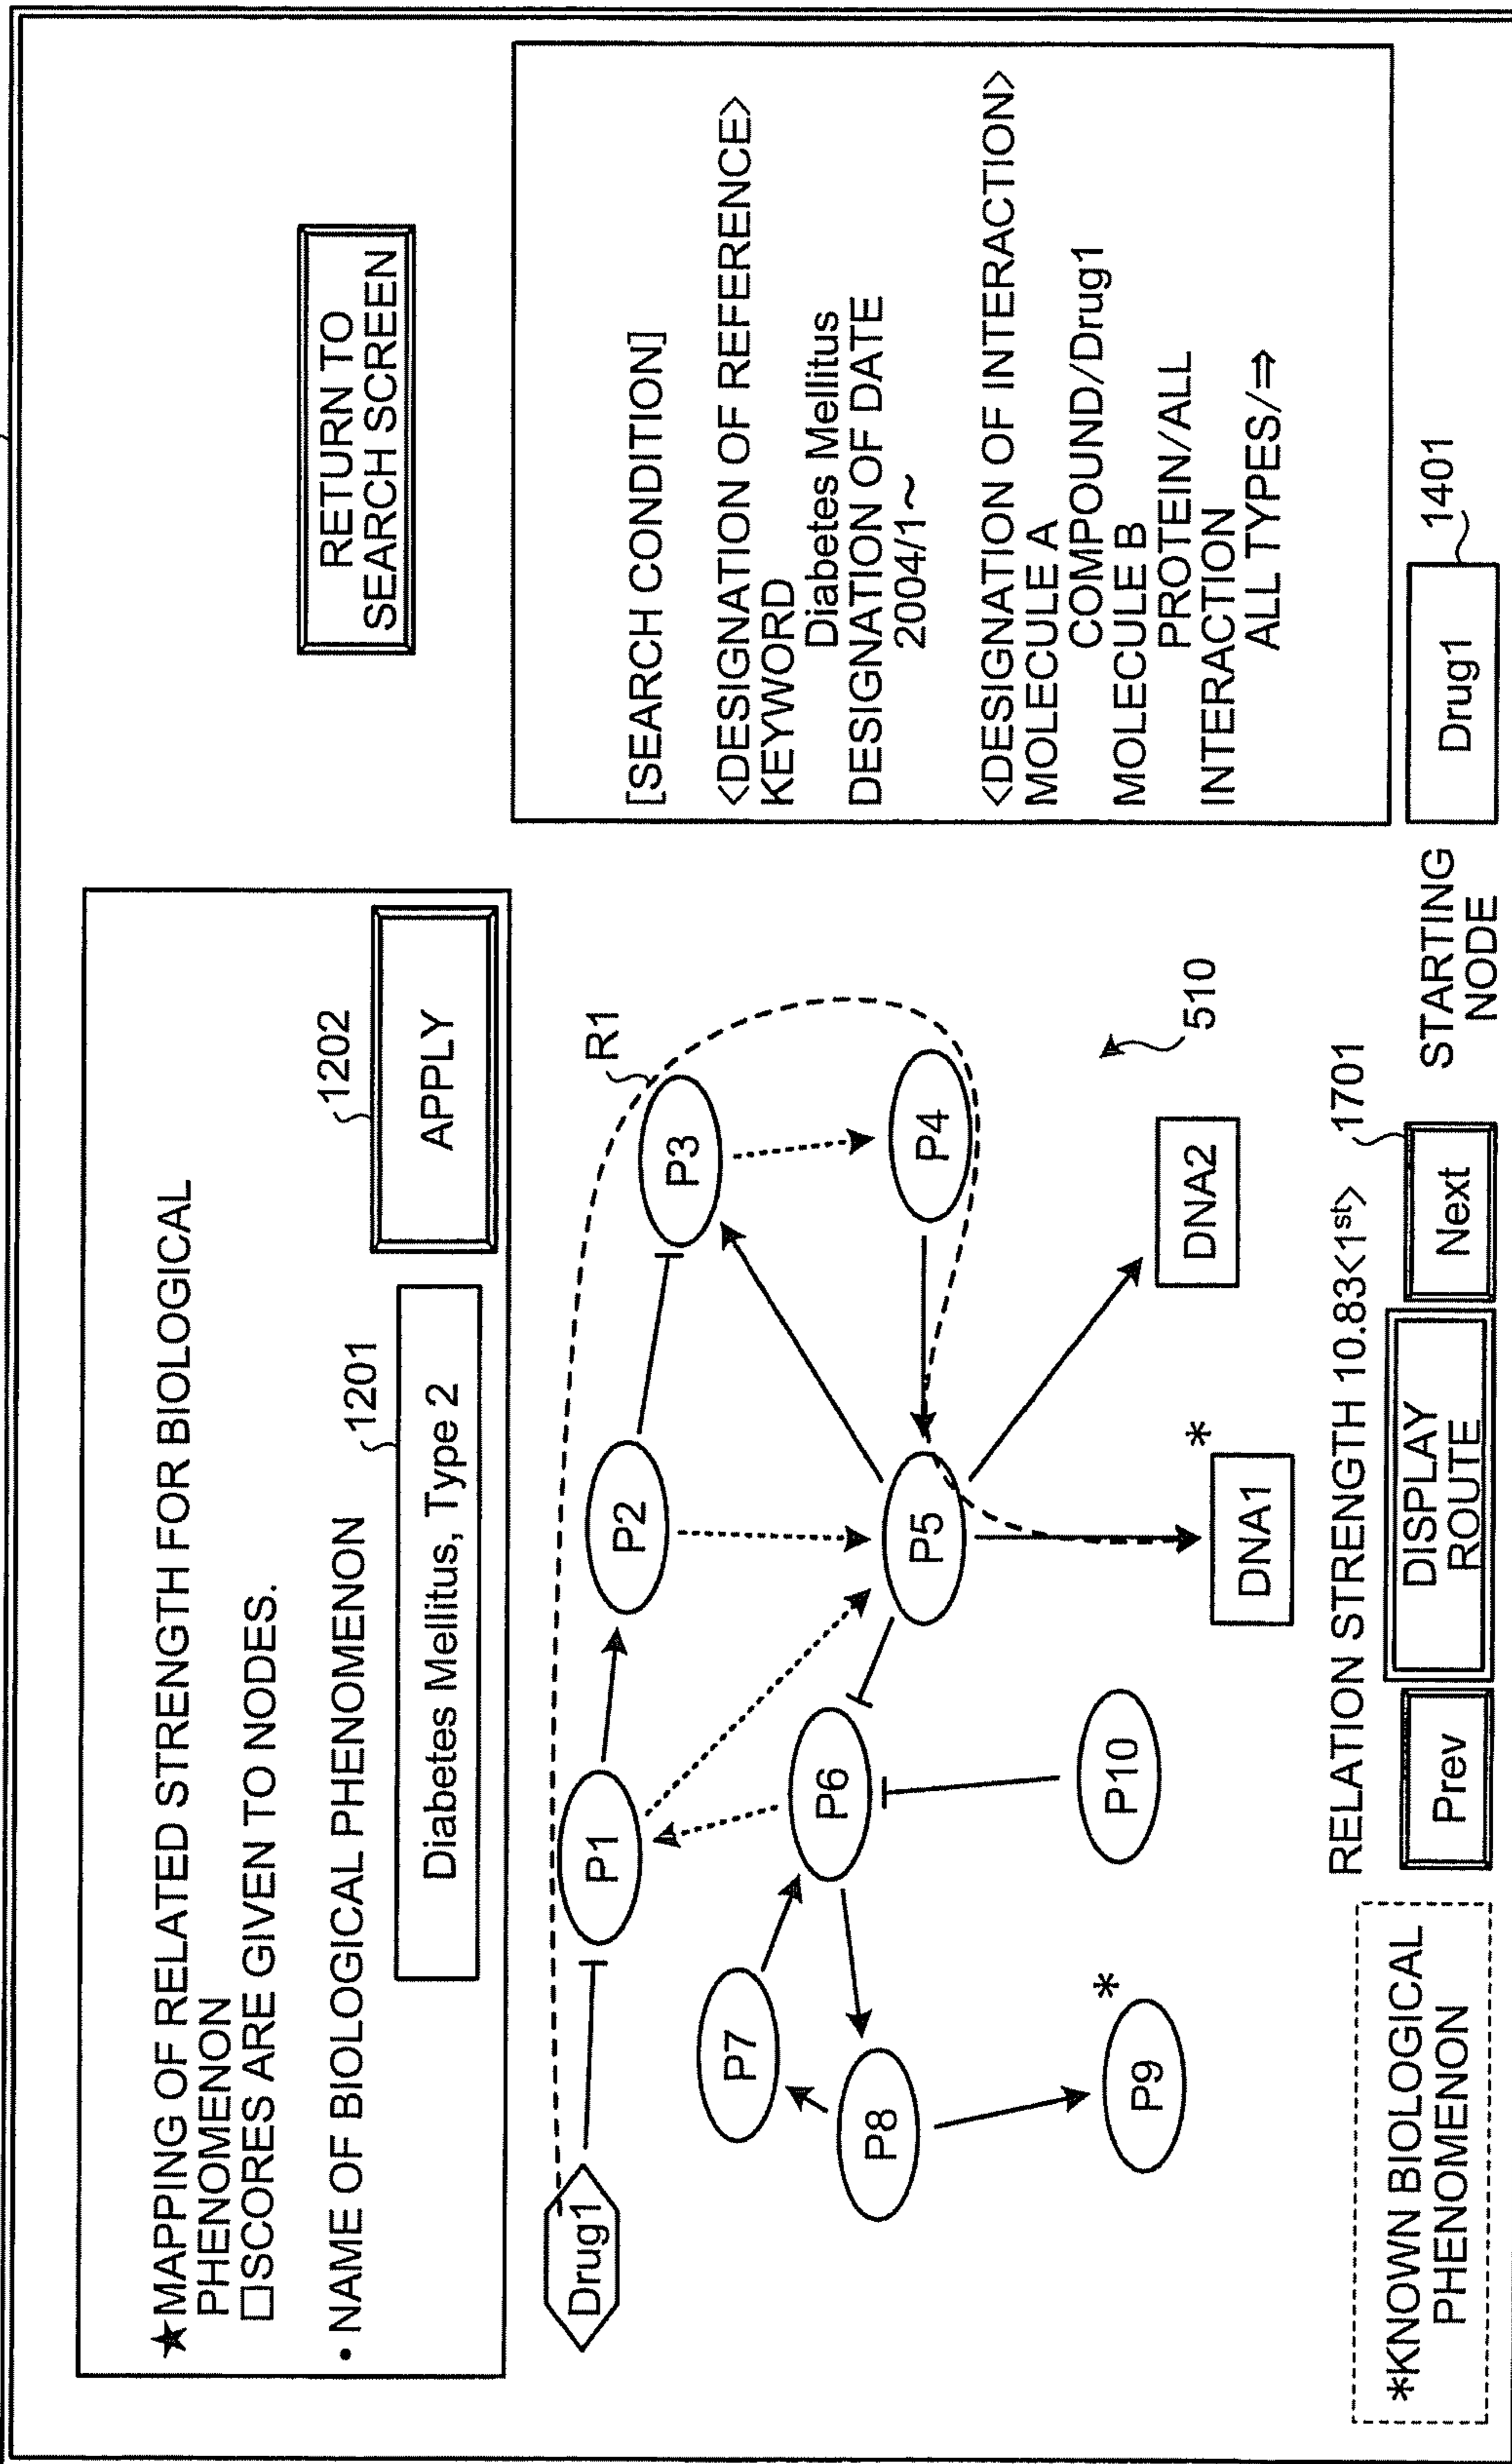 ★MAPPING OF RELATED STRENGTH FOR BIOLOGICAL
PHENOMENON
□SCORES ARE GIVEN TO NODES.
• NAME OF BIOLOGICAL PHENOMENON
1201
Diabetes Mellitus, Type 2
1202
APPLY
RETURN TO
SEARCH SCREEN
[SEARCH CONDITION]
<DESIGNATION OF REFERENCE>
KEYWORD
Diabetes Mellitus
DESIGNATION OF DATE
2004/1~
<DESIGNATION OF INTERACTION>
MOLECULE A
COMPOUND/Drug1
MOLECULE B
PROTEIN/ALL
INTERACTION
ALL TYPES/⇒
Drug1
P1
P2
P3
R1
P7
P6
P8
P5
P4
P9
*
P10
DNA1
*
DNA2
510
*KNOWN BIOLOGICAL
PHENOMENON
RELATION STRENGTH 10.83<1st>
1701
Prev
DISPLAY
ROUTE
Next
STARTING
NODE
Drug1
1401